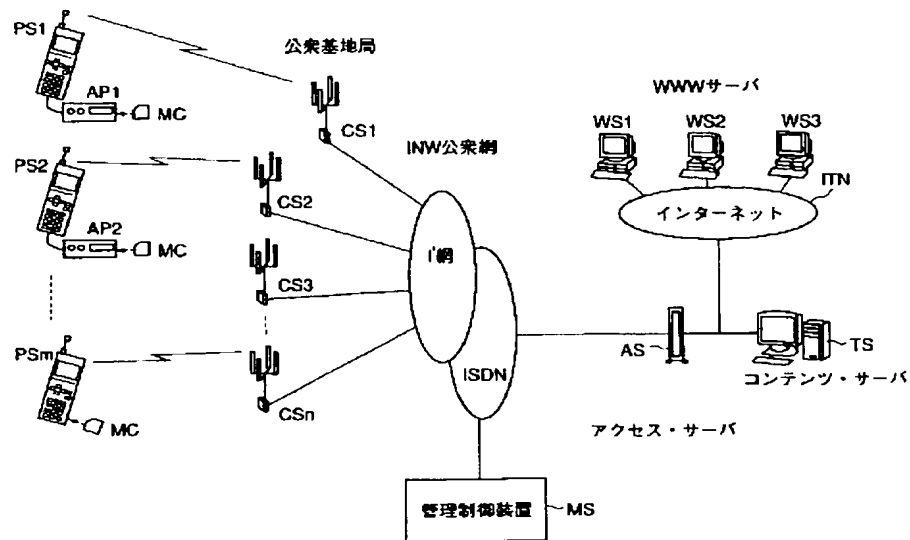 PS1
公衆基地局
AP1
MC
CS1
WWWサーバ
WS1
WS2
WS3
PS2
CS2
INW公衆網
ITN
インターネット
AP2
MC
CS3
I'網
PSm
CSn
ISDN
AS
TS
コンテンツ・サーバ
MC
アクセス・サーバ
管理制御装置
MS